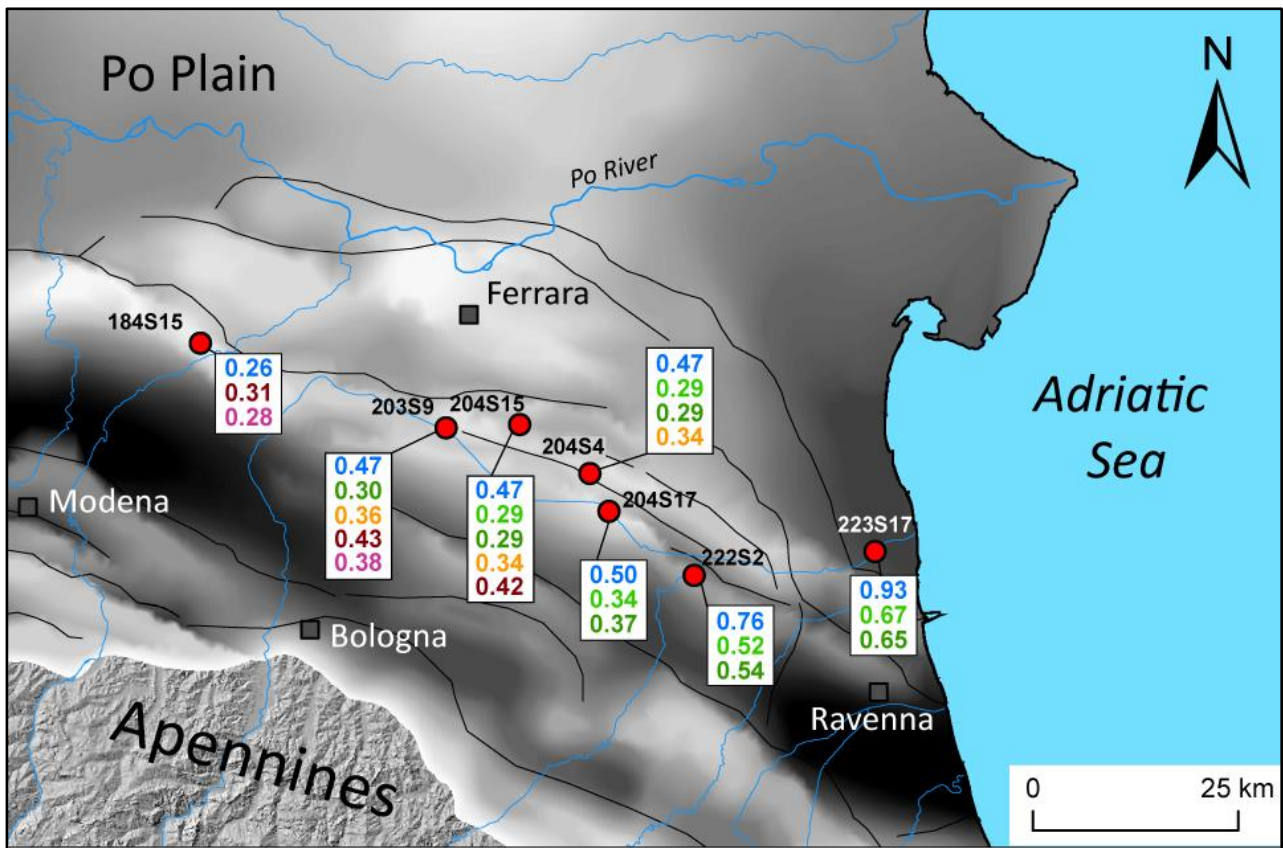 Po Plain
N
Po River
Ferrara
184S15
0.26
0.31
0.28
0.47
0.29
0.29
0.34
Adriatic
Sea
203S9
204S15
204S4
0.47
0.30
0.36
0.43
0.38
0.47
0.29
0.29
0.34
0.42
204S17
Modena
223S17
222S2
0.50
0.34
0.37
0.93
0.67
0.65
0.76
0.52
0.54
Bologna
Ravenna
Apennines
0 25 km